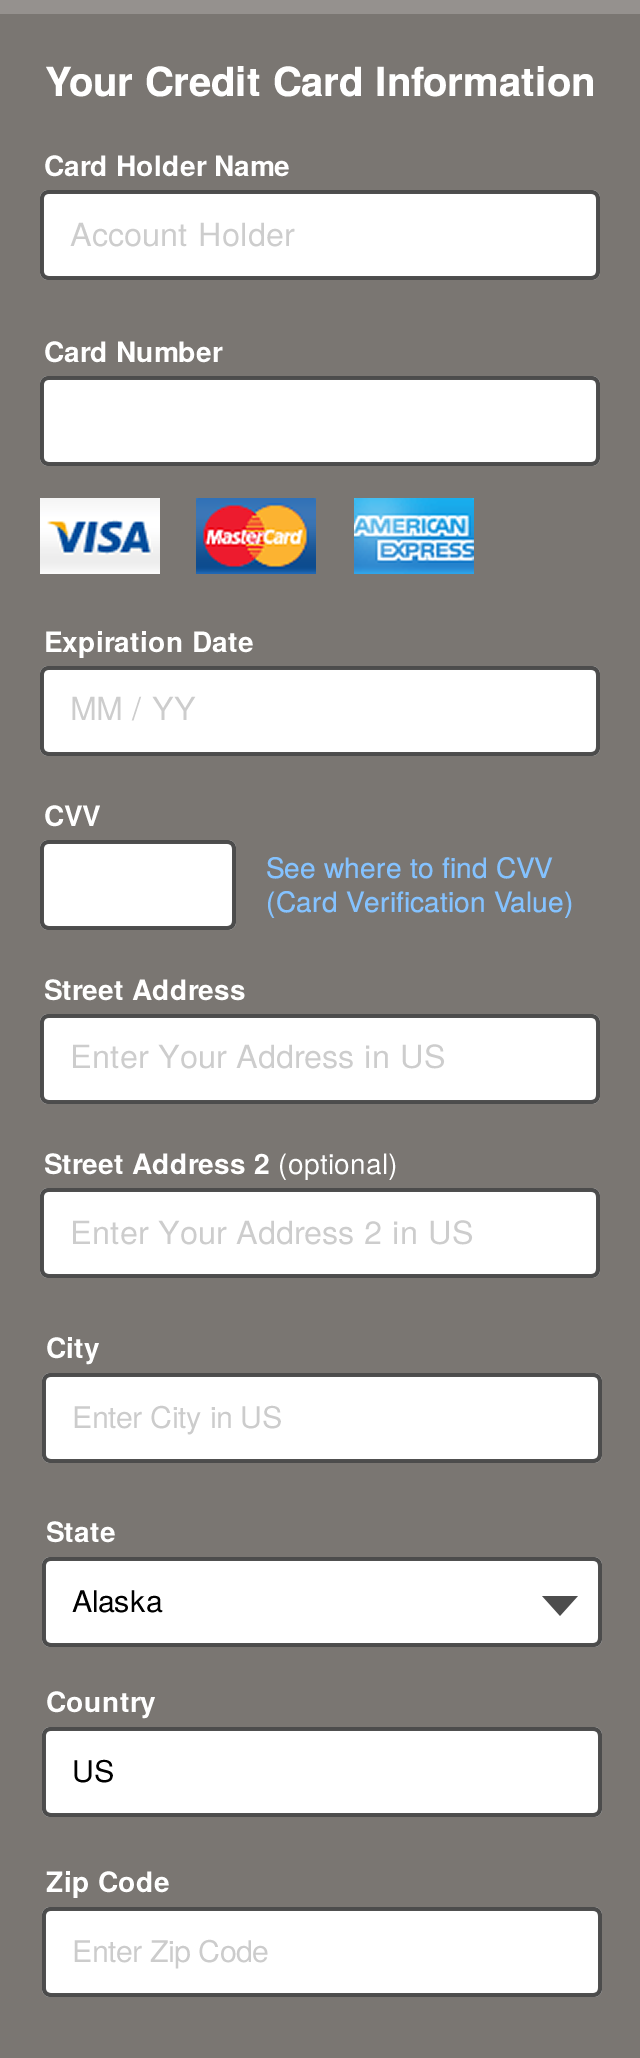 Your Credit Card Information
Card Holder Name
Account Holder
Card Number
VISA
MasterCard
AMERICAN
EXPRESS
Expiration Date
MM / YY
CVV
See where to find CVV
(Card Verification Value)
Street Address
Enter Your Address in US
Street Address 2 (optional)
Enter Your Address 2 in US
City
Enter City in US
State
Alaska
Country
US
Zip Code
Enter Zip Code